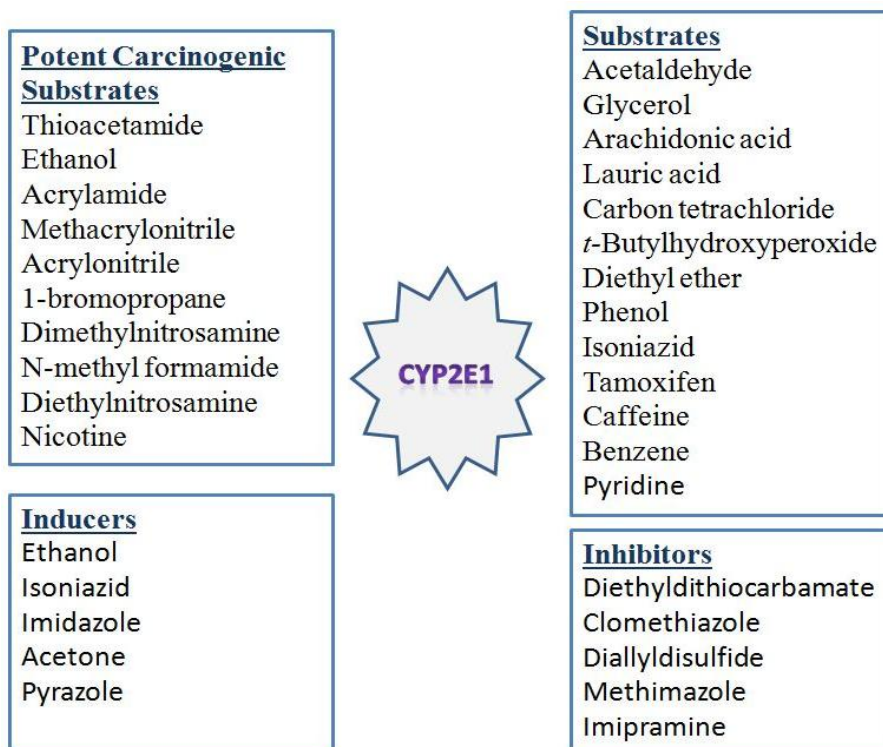 Potent Carcinogenic
Substrates
Thioacetamide
Ethanol
Acrylamide
Methacrylonitrile
Acrylonitrile
1-bromopropane
Dimethylnitrosamine
N-methyl formamide
Diethylnitrosamine
Nicotine
Inducers
Ethanol
Isoniazid
Imidazole
Acetone
Pyrazole
CYP2E1
Substrates
Acetaldehyde
Glycerol
Arachidonic acid
Lauric acid
Carbon tetrachloride
t-Butylhydroxyperoxide
Diethyl ether
Phenol
Isoniazid
Tamoxifen
Caffeine
Benzene
Pyridine
Inhibitors
Diethyldithiocarbamate
Clomethiazole
Diallyldisulfide
Methimazole
Imipramine